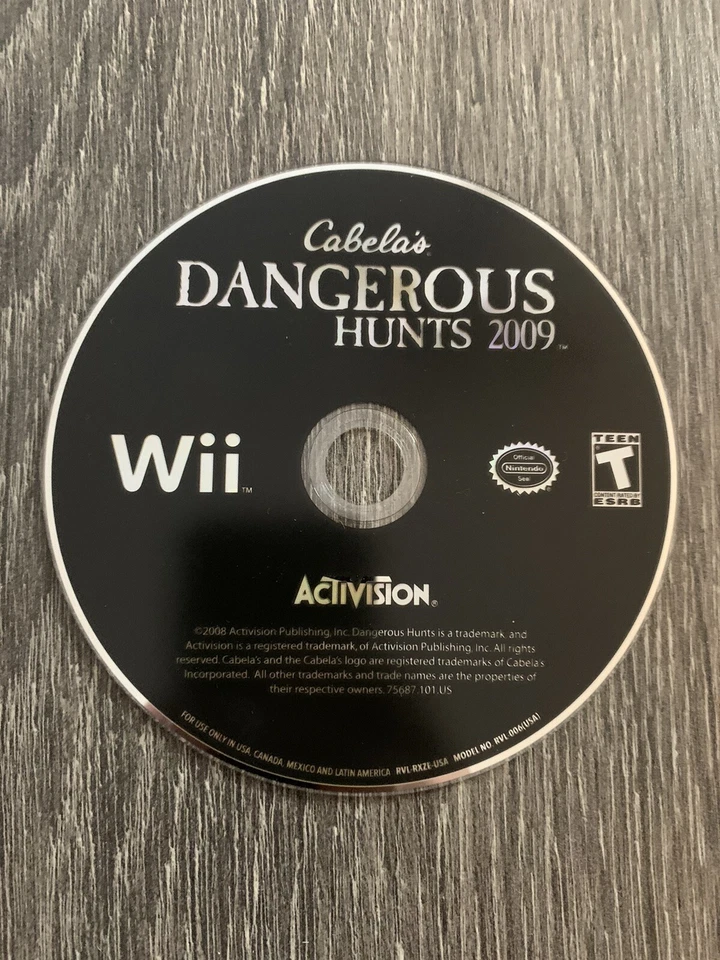 Cabela's
DANGEROUS
HUNTS 2009™
Wii™
Official
Nintendo®
Seal
TEEN
T
CONTENT RATED BY
ESRB
ACTIVISION®
©2008 Activision Publishing, Inc. Dangerous Hunts is a trademark, and
Activision is a registered trademark, of Activision Publishing, Inc. All rights
reserved. Cabela's and the Cabela's logo are registered trademarks of Cabela's
Incorporated. All other trademarks and trade names are the properties of
their respective owners. 75687.101.US
FOR USE ONLY IN USA, CANADA, MEXICO AND LATIN AMERICA RVL-RXZE-USA MODEL NO. RVL-006(USA)